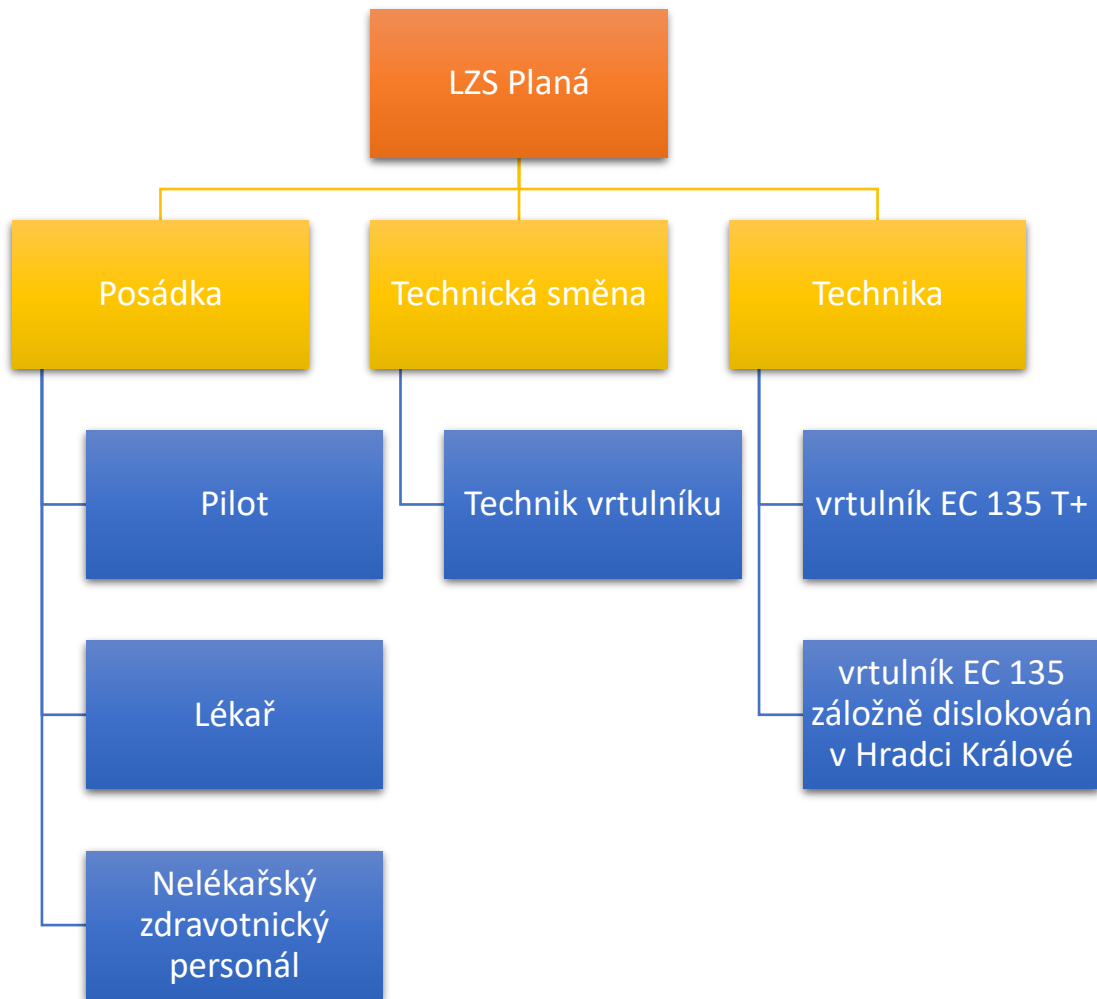 LZS Planá
Posádka
Technická směna
Technika
Pilot
Technik vrtulníku
vrtulník EC 135 T+
Lékař
vrtulník EC 135
záložně dislokován
v Hradci Králové
Nelékařský
zdravotnický
personál